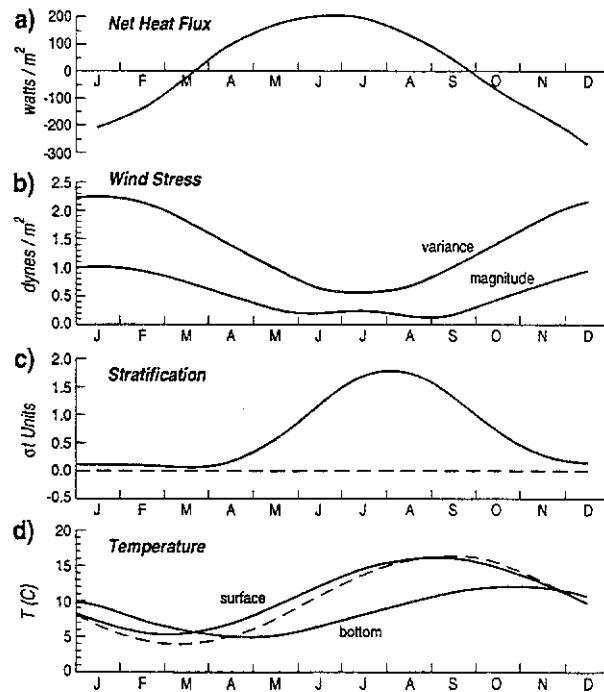 a)
Net Heat Flux
watts / m²
200
100
0
-100
-200
-300
J F M A M J J A S O N D
b)
Wind Stress
dynes / m²
2.5
2.0
1.5
1.0
0.5
0.0
variance
magnitude
J F M A M J J A S O N D
c)
Stratification
σt Units
2.0
1.5
1.0
0.5
0.0
-0.5
J F M A M J J A S O N D
d)
Temperature
T (C)
20
15
10
5
0
surface
bottom
J F M A M J J A S O N D